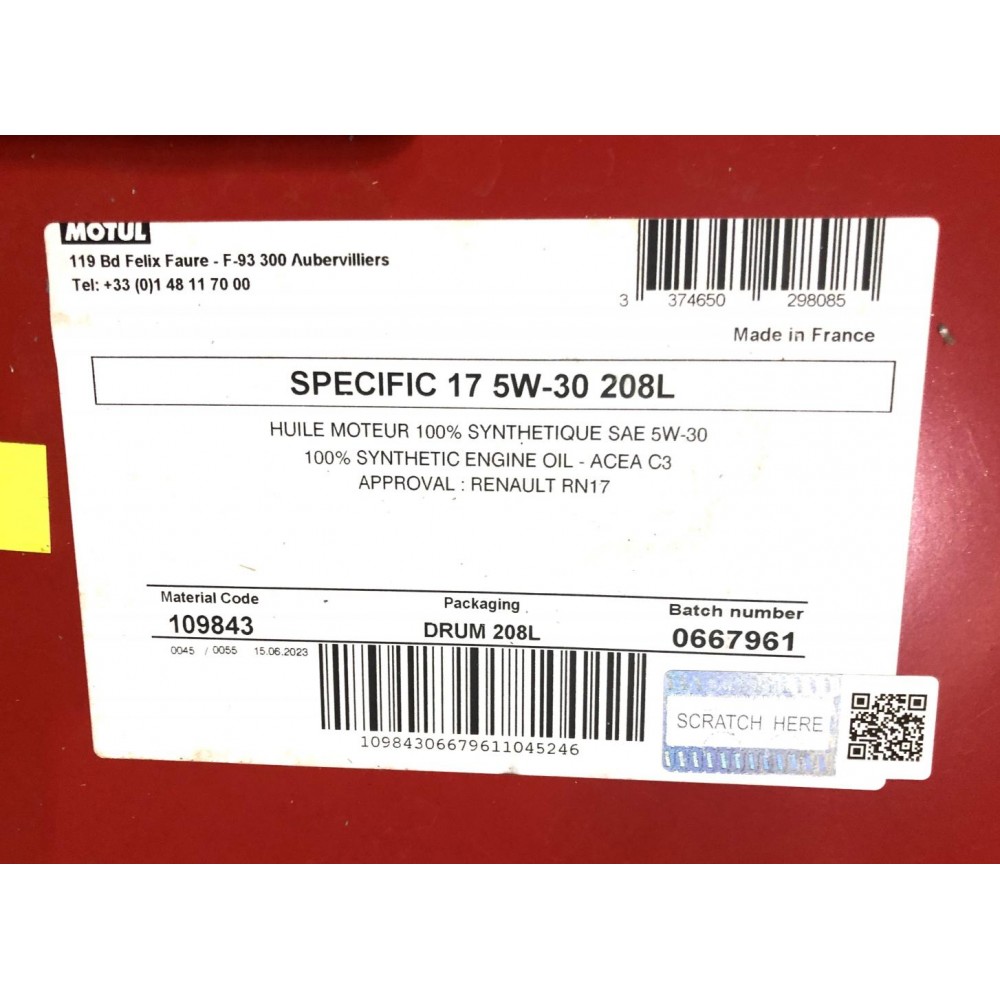 MOTUL
119 Bd Felix Faure - F-93 300 Aubervilliers
Tel: +33 (0)1 48 11 70 00
3 374650 298085
Made in France
SPECIFIC 17 5W-30 208L
HUILE MOTEUR 100% SYNTHETIQUE SAE 5W-30
100% SYNTHETIC ENGINE OIL - ACEA C3
APPROVAL : RENAULT RN17
Material Code Packaging Batch number
109843 DRUM 208L 0667961
0045 / 0055 15.06.2023
10984306679611045246
SCRATCH HERE